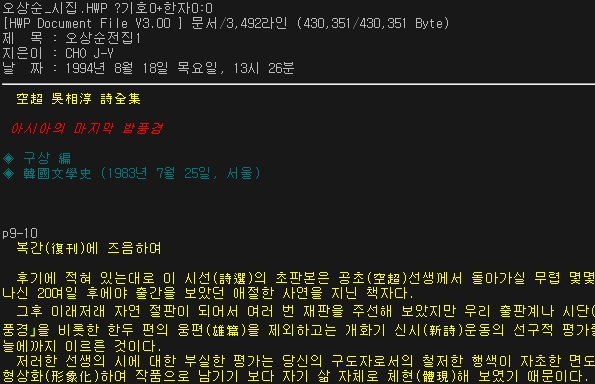 오상순_시집.HWP ?기호0+한자0:0
[HWP Document File V3.00 ] 문서/3,492라인 (430,351/430,351 Byte)
제  목 : 오상순전집1
지은이 : CHO J-Y
날  짜 : 1994년 8월 18일 목요일, 13시 26분
空超 吳相淳 詩全集
아시아의 마지막 밤풍경
◈ 구상 編
◈ 韓國文學史 (1983년 7월 25일, 서울)
p9-10
복간(復刊)에 즈음하여
후기에 적혀 있는대로 이 시선(詩選)의 초판본은 공초(空超)선생께서 돌아가실 무렵 몇몇
나신 20여일 후에야 출간을 보았던 애절한 사연을 지닌 책자다.
그후 이래저래 자연 절판이 되어서 여러 번 재판을 주선해 보았지만 우리 출판계나 시단(
풍경」을 비롯한 한두 편의 웅편(雄篇)을 제외하고는 개화기 신시(新詩)운동의 선구적 평가를
늘에까지 이르른 것이다.
저러한 선생의 시에 대한 부실한 평가는 당신의 구도자로서의 철저한 행색이 자초한 면도
형상화(形象化)하여 작품으로 남기기 보다 자기 삶 자체로 체현(體現)해 보였기 때문이다.